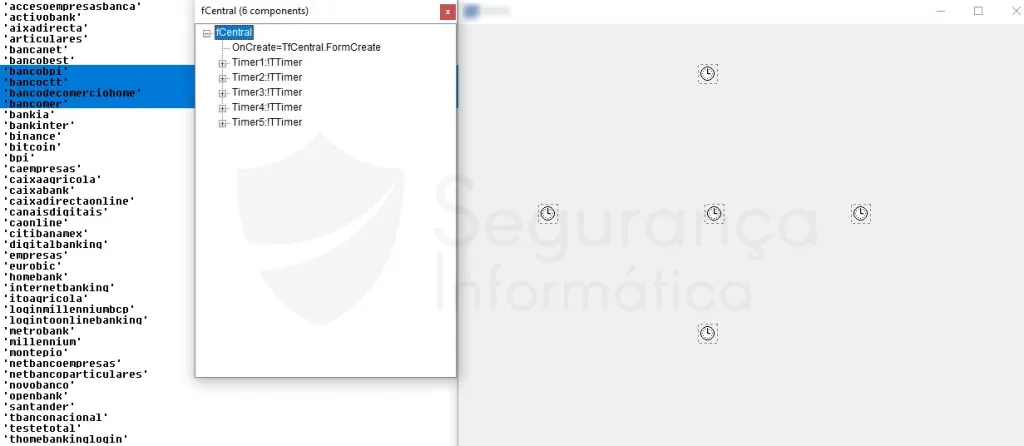 'accesoempresasbanca'
'activobank'
'aixadirecta'
'articulares'
'bancanet'
'bancobest'
'bancobpi'
'bancoctt'
'bancodecomerciohome'
'bancomer'
'bankia'
'bankinter'
'binance'
'bitcoin'
'bpi'
'caempresas'
'caixaagricola'
'caixabank'
'caixadirectaonline'
'canaisdigitais'
'caonline'
'citibanamex'
'digitalbanking'
'empresas'
'eurobic'
'homebank'
'internetbanking'
'itoagricola'
'loginmillenniumbcp'
'logintoonlinebanking'
'metrobank'
'millennium'
'montepio'
'netbancoempresas'
'netbancoparticulares'
'novobanco'
'openbank'
'santander'
'tbanconacional'
'testetotal'
'thomebankinglogin'
fCentral (6 components)
x
fCentral
OnCreate=TfCentral.FormCreate
Timer1:!TTimer
Timer2:!TTimer
Timer3:!TTimer
Timer4:!TTimer
Timer5:!TTimer
Segurança
Informática